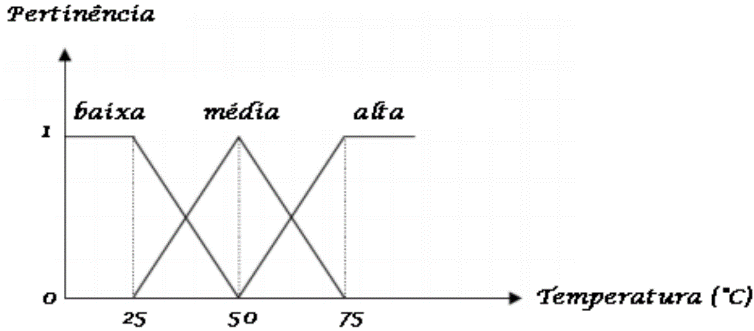 Pertinência
baixa média alta
1
0
25 50 75
Temperatura (°C)